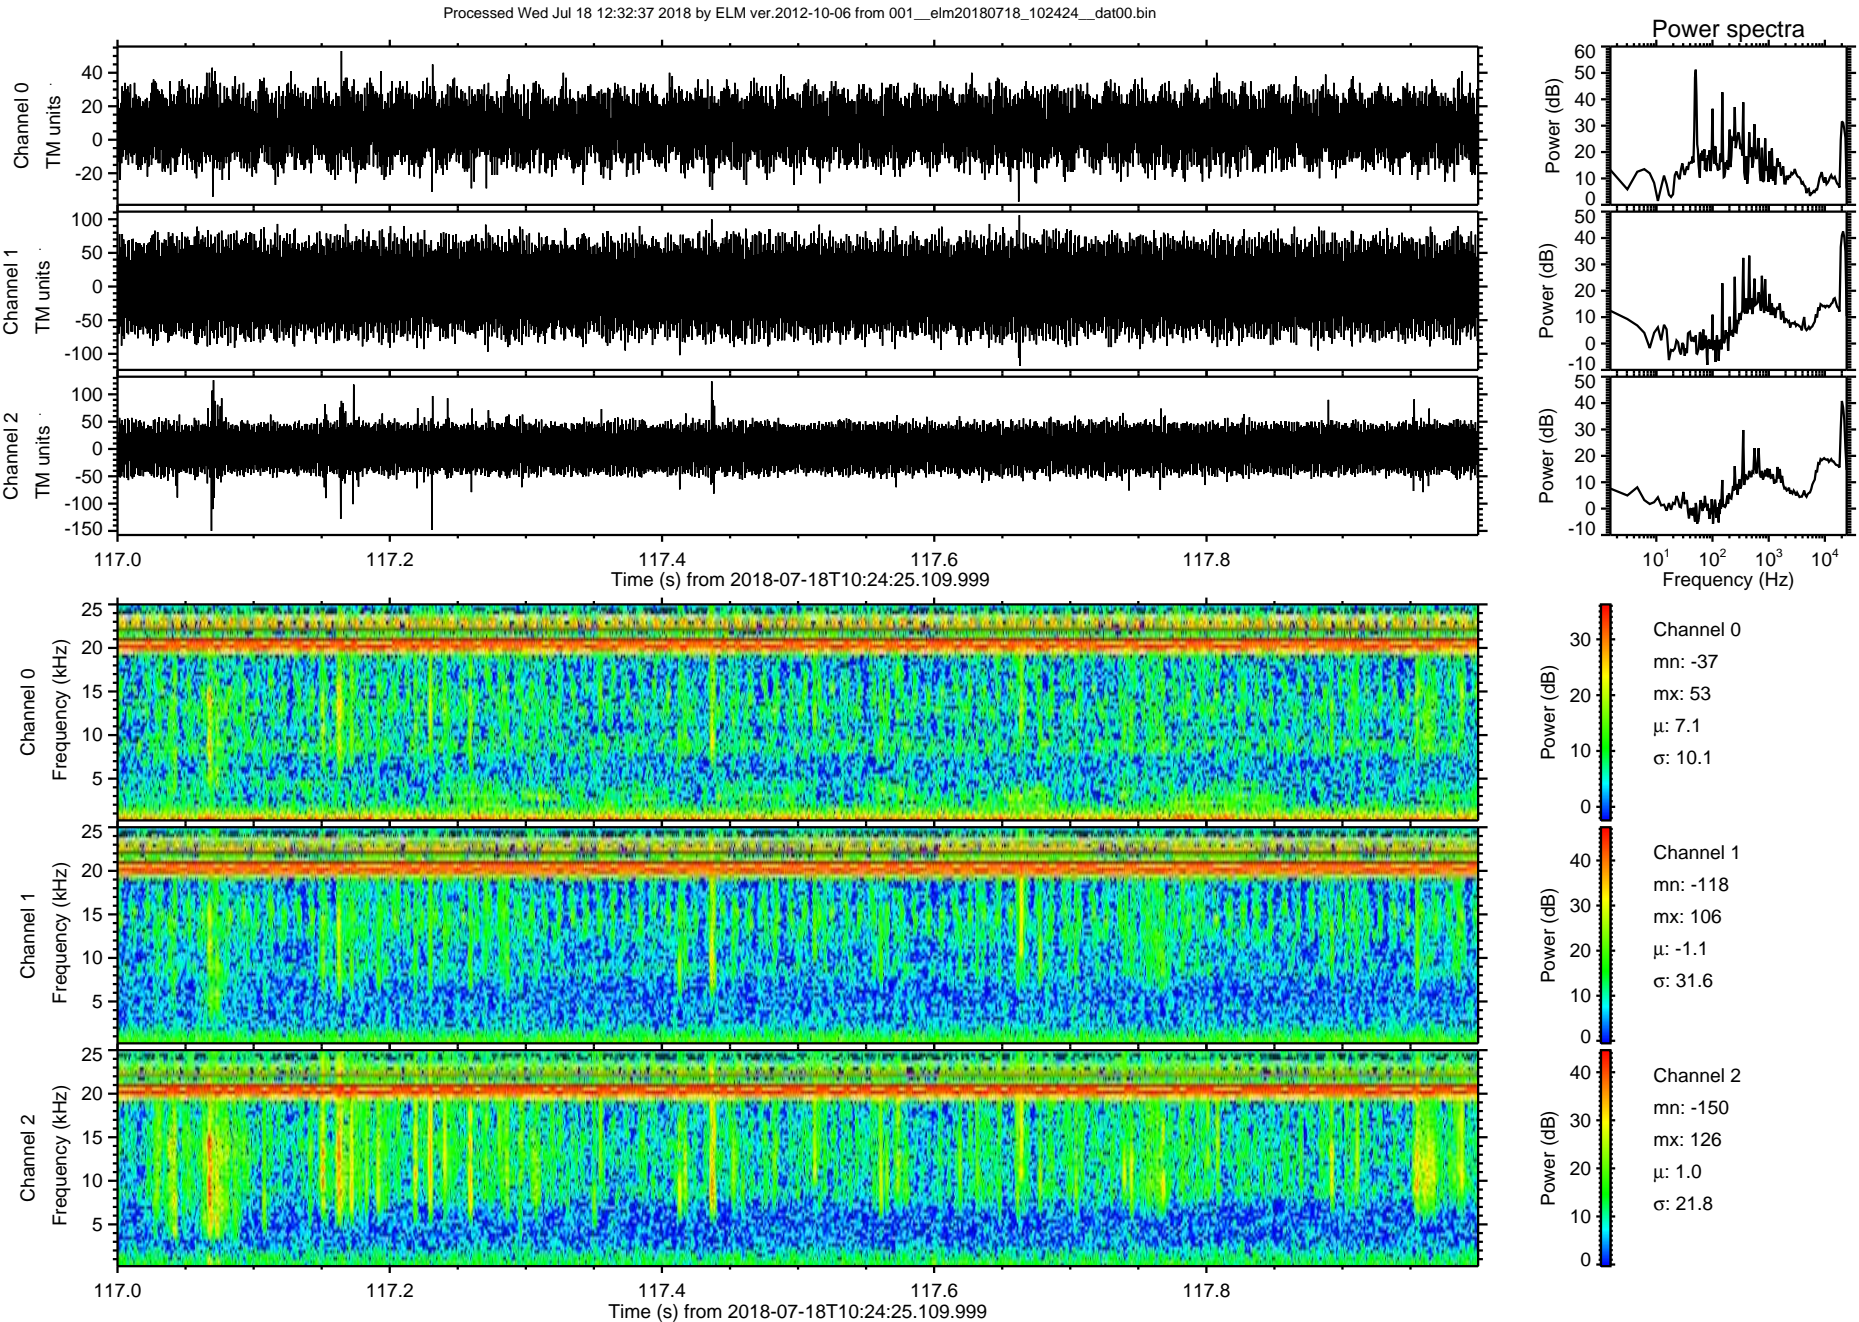 Processed Wed Jul 18 12:32:37 2018 by ELM ver.2012-10-06 from 001__elm20180718_102424__dat00.bin
Power spectra
Channel 0
TM units
40
20
0
-20
Power (dB)
60
50
40
30
20
10
0
Channel 1
TM units
100
50
0
-50
-100
Power (dB)
50
40
30
20
10
0
-10
Channel 2
TM units
100
50
0
-50
-100
-150
Power (dB)
50
40
30
20
10
0
-10
117.0 117.2 117.4 117.6 117.8
Time (s) from 2018-07-18T10:24:25.109.999
10¹ 10² 10³ 10⁴
Frequency (Hz)
Channel 0
Frequency (kHz)
25
20
15
10
5
Power (dB)
30
20
10
0
Channel 0
mn: -37
mx: 53
μ: 7.1
σ: 10.1
Channel 1
Frequency (kHz)
25
20
15
10
5
Power (dB)
40
30
20
10
0
Channel 1
mn: -118
mx: 106
μ: -1.1
σ: 31.6
Channel 2
Frequency (kHz)
25
20
15
10
5
Power (dB)
40
30
20
10
0
Channel 2
mn: -150
mx: 126
μ: 1.0
σ: 21.8
117.0 117.2 117.4 117.6 117.8
Time (s) from 2018-07-18T10:24:25.109.999